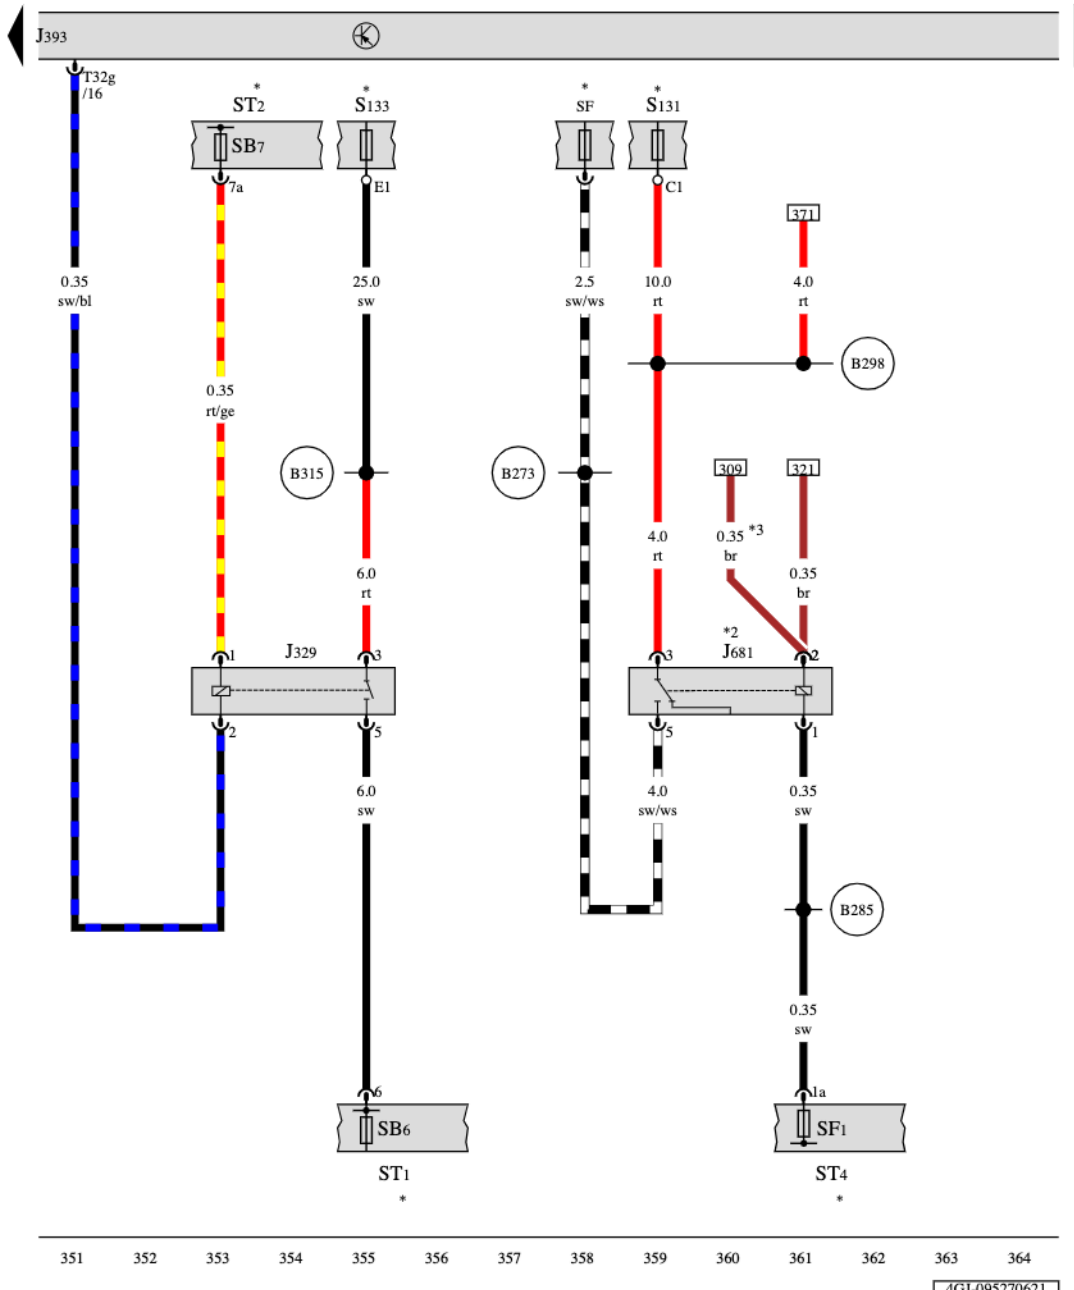 J393
T32g
/16
*
ST2
*
S133
*
SF
*
S131
SB7
7a
E1
C1
371
0.35
sw/bl
25.0
sw
2.5
sw/ws
10.0
rt
4.0
rt
B298
0.35
rt/ge
B315
B273
309
321
4.0
rt
0.35 *3
br
6.0
rt
0.35
br
*2
1
J329
3
3
J681
2
2
5
5
1
6.0
sw
4.0
sw/ws
0.35
sw
B285
0.35
sw
6
1a
SB6
SF1
ST1
*
ST4
*
351 352 353 354 355 356 357 358 359 360 361 362 363 364
4GI-095270621